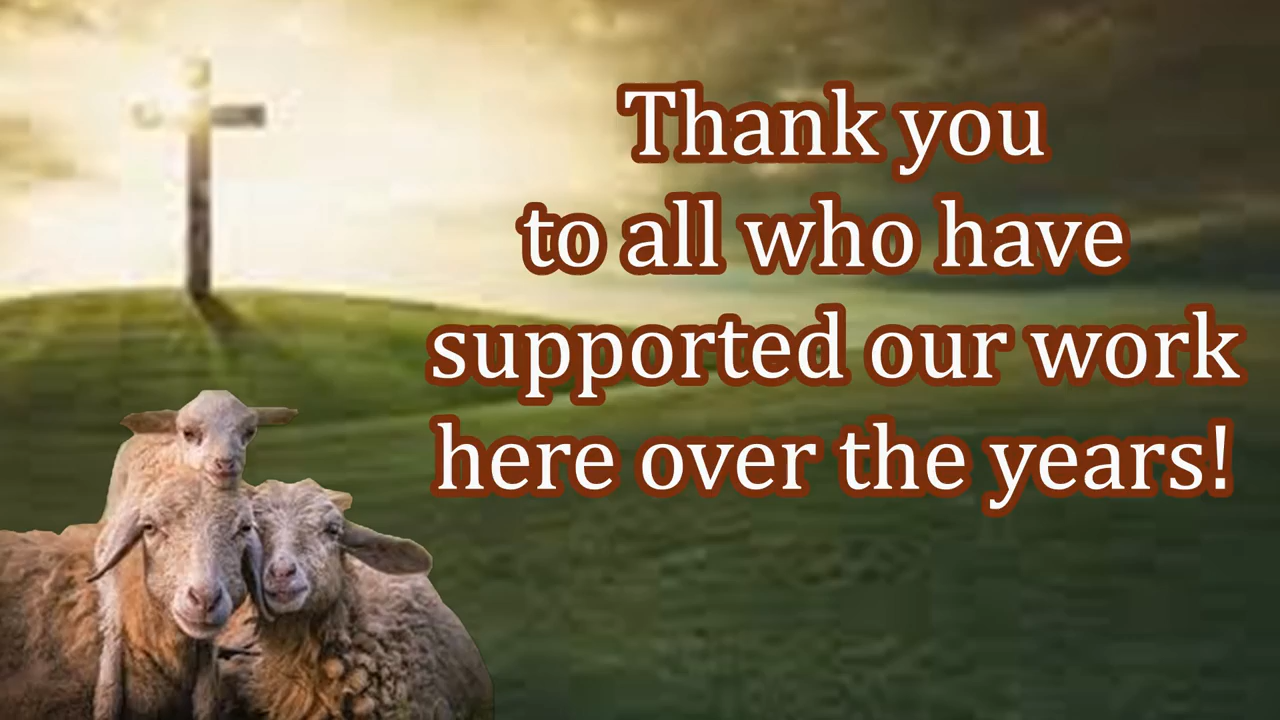 Thank you
to all who have
supported our work
here over the years!